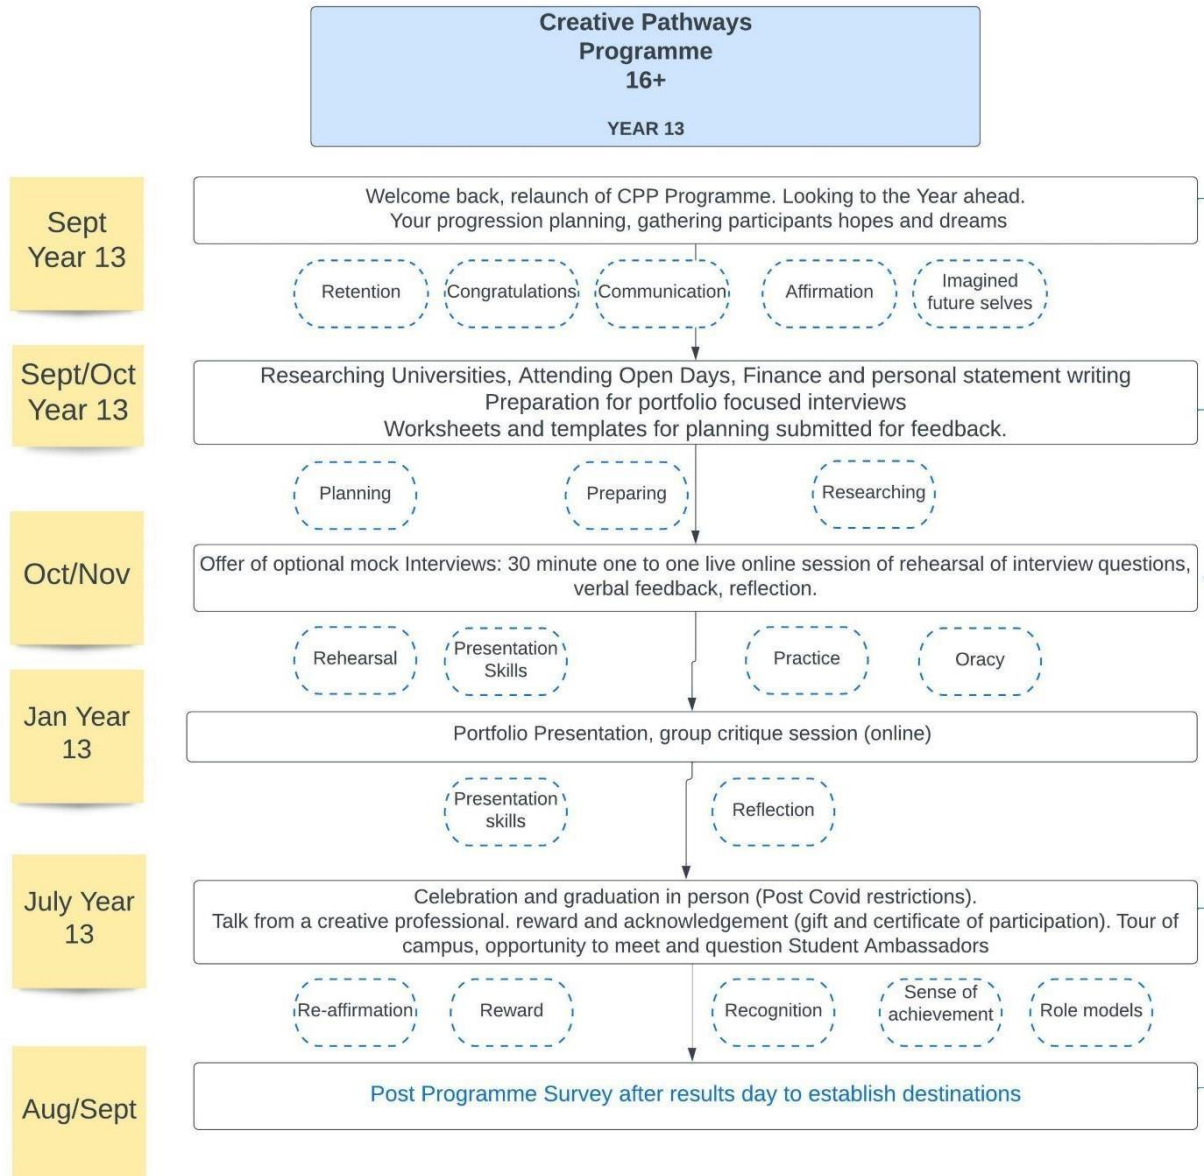 Creative Pathways
Programme
16+
YEAR 13
Sept
Year 13
Welcome back, relaunch of CPP Programme. Looking to the Year ahead.
Your progression planning, gathering participants hopes and dreams
Retention
Congratulations
Communication
Affirmation
Imagined
future selves
Sept/Oct
Year 13
Researching Universities, Attending Open Days, Finance and personal statement writing
Preparation for portfolio focused interviews
Worksheets and templates for planning submitted for feedback.
Planning
Preparing
Researching
Oct/Nov
Offer of optional mock Interviews: 30 minute one to one live online session of rehearsal of interview questions,
verbal feedback, reflection.
Rehearsal
Presentation
Skills
Practice
Oracy
Jan Year
13
Portfolio Presentation, group critique session (online)
Presentation
skills
Reflection
July Year
13
Celebration and graduation in person (Post Covid restrictions).
Talk from a creative professional. reward and acknowledgement (gift and certificate of participation). Tour of
campus, opportunity to meet and question Student Ambassadors
Re-affirmation
Reward
Recognition
Sense of
achievement
Role models
Aug/Sept
Post Programme Survey after results day to establish destinations